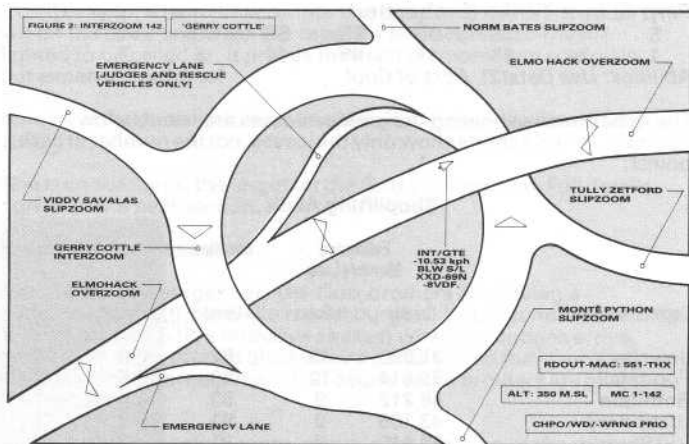 FIGURE 2: INTERZOOM 142
'GERRY COTTLE'
NORM BATES SLIPZOOM
EMERGENCY LANE
[JUDGES AND RESCUE
VEHICLES ONLY]
ELMO HACK OVERZOOM
VIDDY SAVALAS
SLIPZOOM
TULLY ZETFORD
SLIPZOOM
GERRY COTTLE
INTERZOOM
INT/GTE
-10.53 kph
BLW S/L
XXD-69N
-8VDF.
ELMOHACK
OVERZOOM
MONTÉ PYTHON
SLIPZOOM
RDOUT-MAC: 551-THX
ALT: 350 M.SL
MC 1-142
EMERGENCY LANE
CHPO/WD/-WRNG PRIO